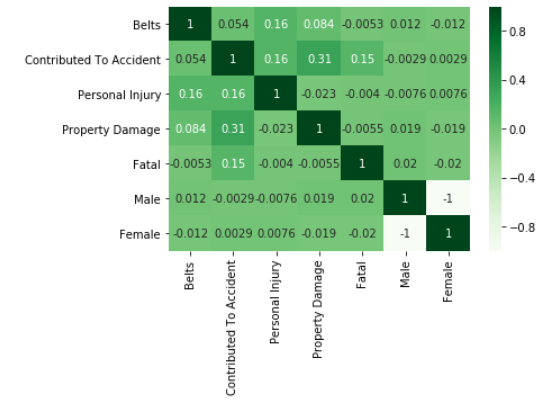 Belts 1 0.054 0.16 0.084 -0.0053 0.012 -0.012
Contributed To Accident 0.054 1 0.16 0.31 0.15 -0.0029 0.0029
Personal Injury 0.16 0.16 1 -0.023 -0.004 -0.0076 0.0076
Property Damage 0.084 0.31 -0.023 1 -0.0055 0.019 -0.019
Fatal -0.0053 0.15 -0.004 -0.0055 1 0.02 -0.02
Male 0.012 -0.0029 -0.0076 0.019 0.02 1 -1
Female -0.012 0.0029 0.0076 -0.019 -0.02 -1 1
Belts
Contributed To Accident
Personal Injury
Property Damage
Fatal
Male
Female
0.8
0.4
0.0
−0.4
−0.8